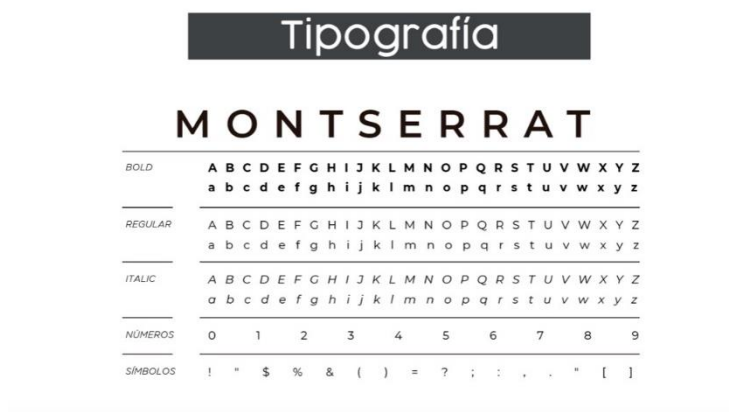 Tipografía
MONTSERRAT
BOLD
A B C D E F G H I J K L M N O P Q R S T U V W X Y Z
a b c d e f g h i j k l m n o p q r s t u v w x y z
REGULAR
A B C D E F G H I J K L M N O P Q R S T U V W X Y Z
a b c d e f g h i j k l m n o p q r s t u v w x y z
ITALIC
A B C D E F G H I J K L M N O P Q R S T U V W X Y Z
a b c d e f g h i j k l m n o p q r s t u v w x y z
NÚMEROS
0 1 2 3 4 5 6 7 8 9
SÍMBOLOS
! " $ % & ( ) = ? ; : , . " [ ]